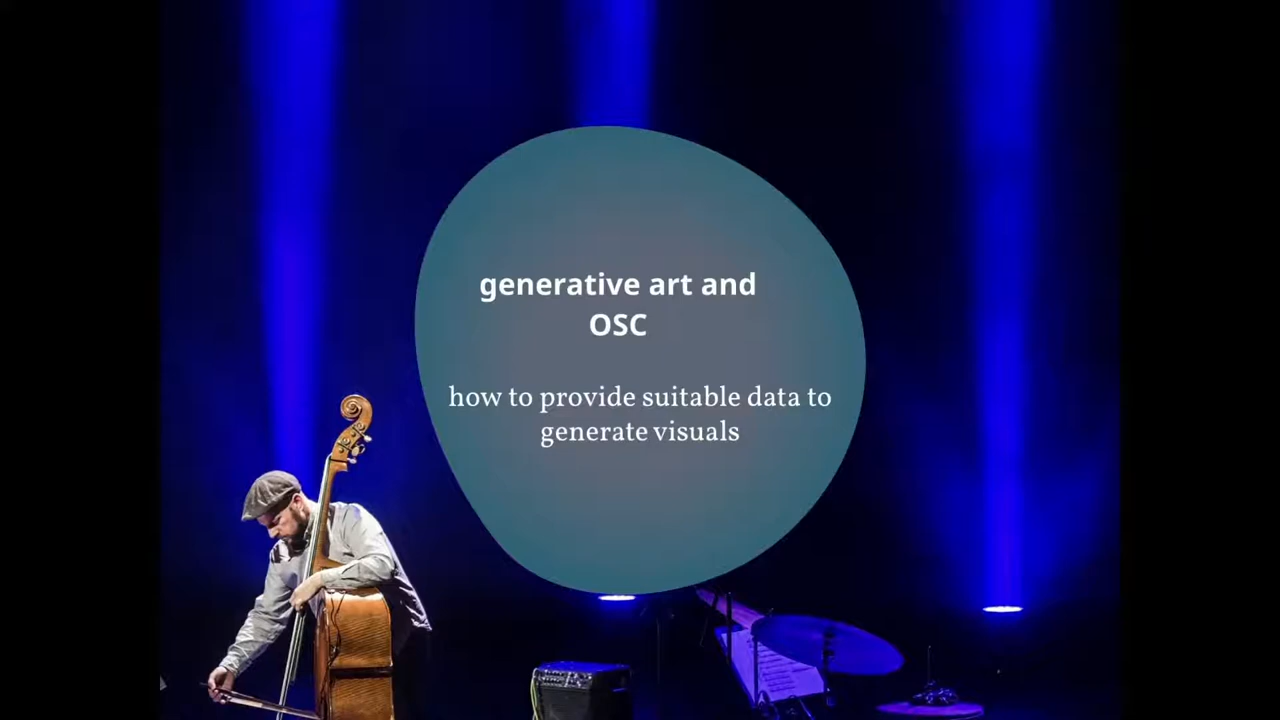 generative art and
OSC
how to provide suitable data to
generate visuals